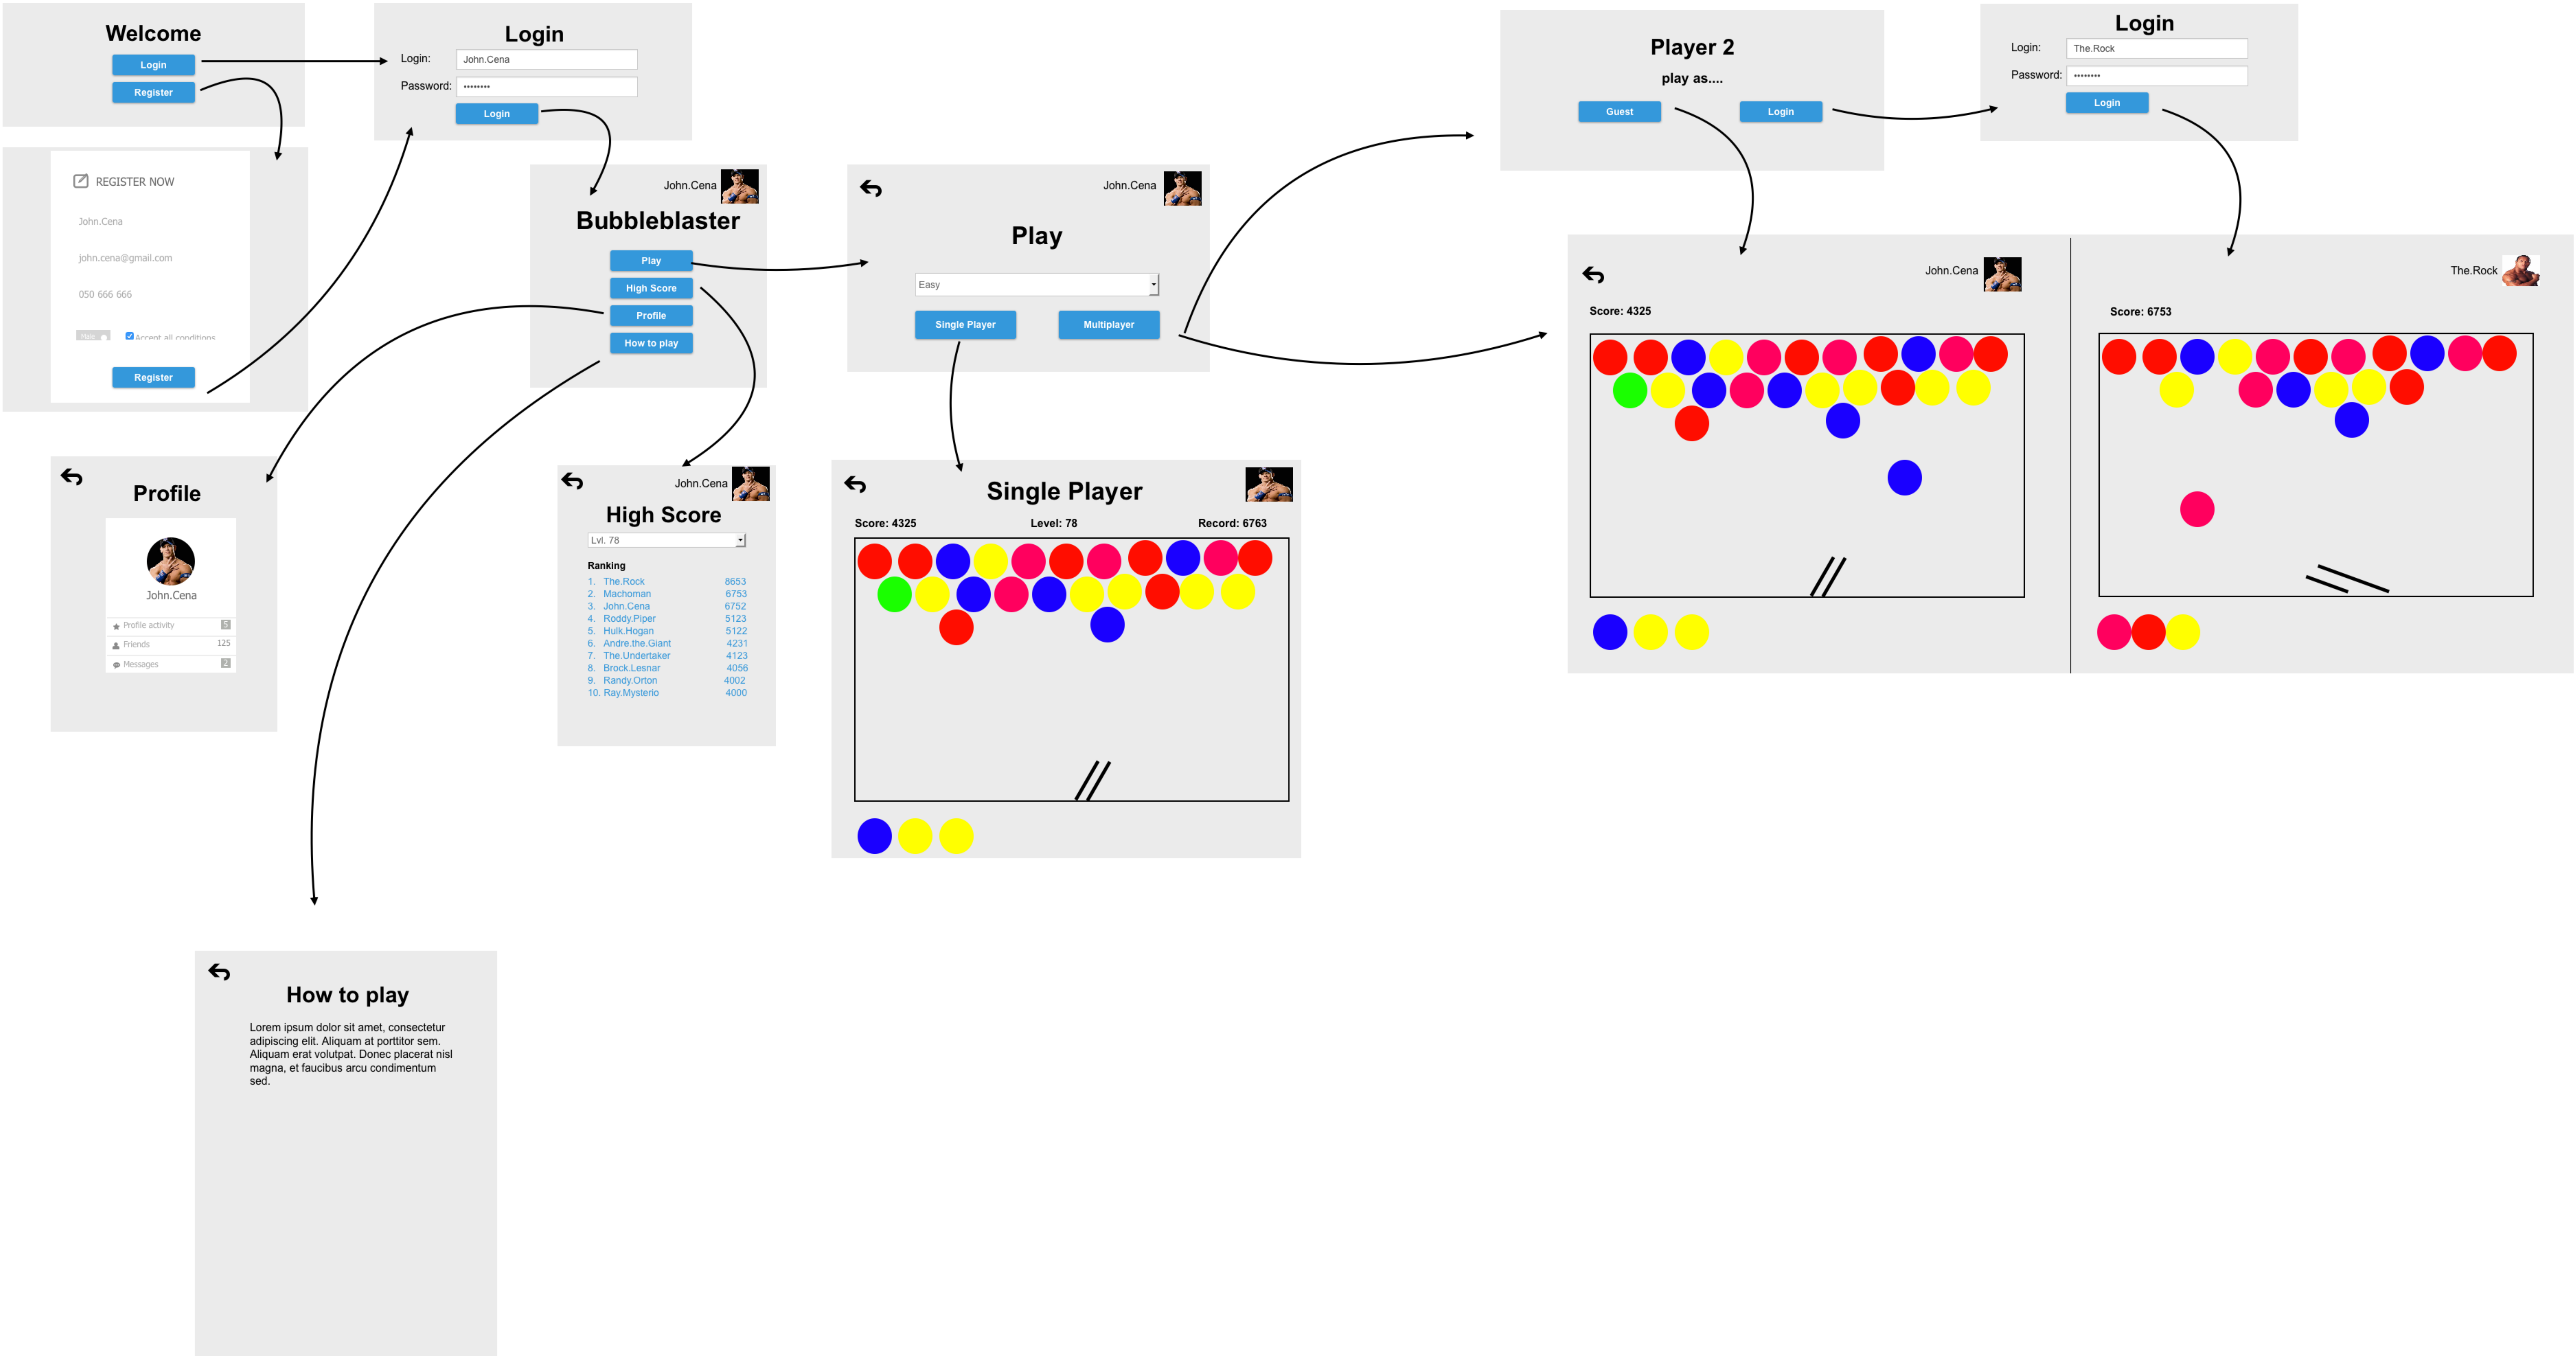 Welcome
Login
Register
Login
Login: John.Cena
Password: ••••••••
Login
REGISTER NOW
John.Cena
john.cena@gmail.com
050 666 666
Male Accept all conditions
Register
John.Cena
Bubbleblaster
Play
High Score
Profile
How to play
John.Cena
Play
Easy
Single Player Multiplayer
Player 2
play as....
Guest Login
Login
Login: The.Rock
Password: ••••••••
Login
Profile
John.Cena
Profile activity 5
Friends 125
Messages 2
John.Cena
High Score
Lvl. 78
Ranking
1. The.Rock 8653
2. Machoman 6753
3. John.Cena 6752
4. Roddy.Piper 5123
5. Hulk.Hogan 5122
6. Andre.the.Giant 4231
7. The.Undertaker 4123
8. Brock.Lesnar 4056
9. Randy.Orton 4002
10. Ray.Mysterio 4000
Single Player
Score: 4325 Level: 78 Record: 6763
John.Cena
Score: 4325
The.Rock
Score: 6753
How to play
Lorem ipsum dolor sit amet, consectetur
adipiscing elit. Aliquam at porttitor sem.
Aliquam erat volutpat. Donec placerat nisl
magna, et faucibus arcu condimentum
sed.